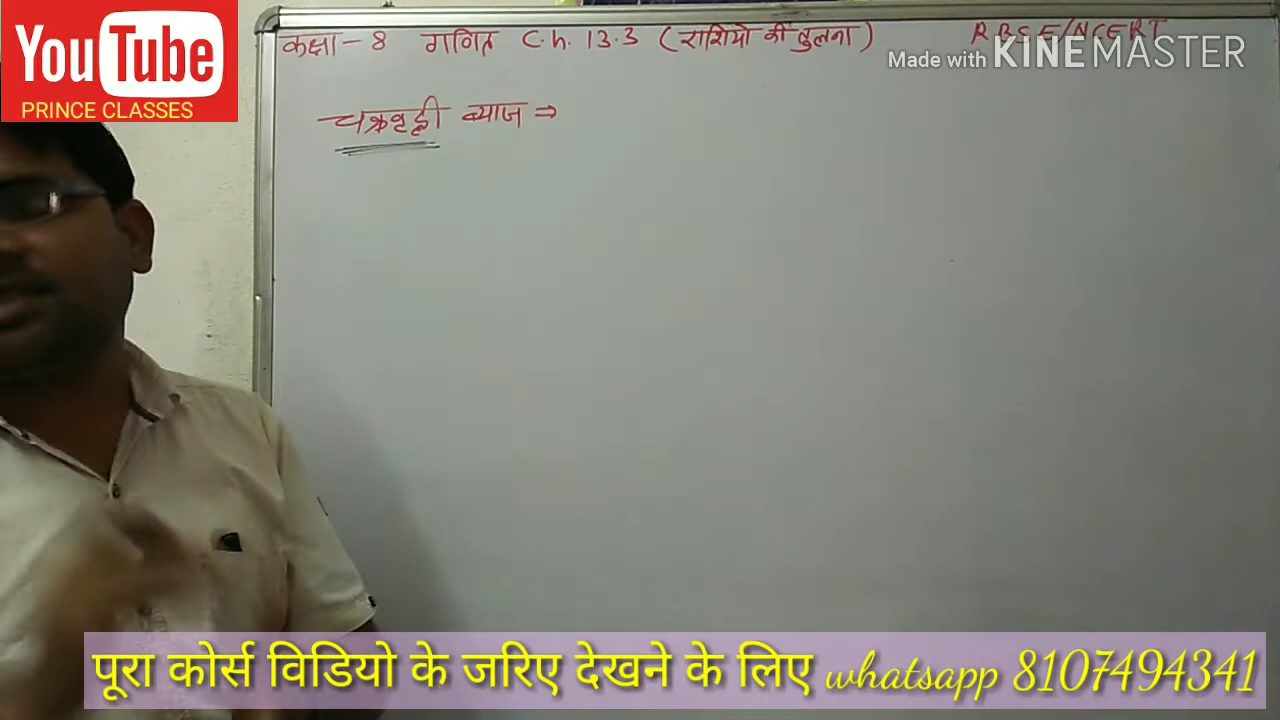 YouTube
PRINCE CLASSES
कक्षा - 8 गणित Ch. 13.3 (राशियो की तुलना) RBSE/NCERT
Made with KINEMASTER
चक्रवृद्धी ब्याज ⇒
पूरा कोर्स विडियो के जरिए देखने के लिए whatsapp 8107494341